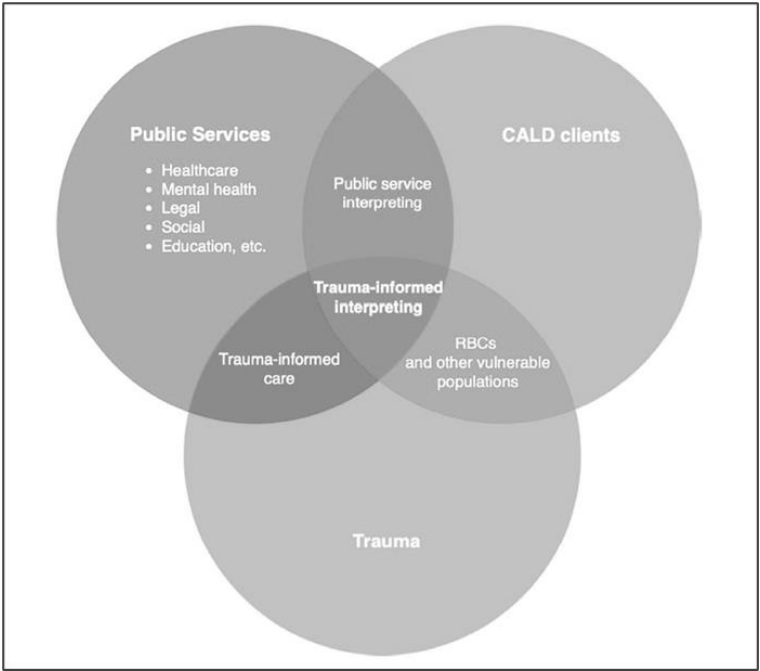 Public Services
• Healthcare
• Mental health
• Legal
• Social
• Education, etc.
CALD clients
Public service
interpreting
Trauma-informed
interpreting
Trauma-informed
care
RBCs
and other vulnerable
populations
Trauma